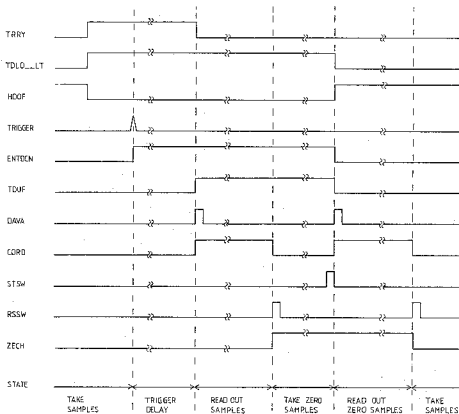 TRRY
TDLO__LT
HDOF
TRIGGER
ENTDCN
TDUF
DAVA
CORD
STSW
RSSW
ZECH
STATE
TAKE SAMPLES
TRIGGER DELAY
READ OUT SAMPLES
TAKE ZERO SAMPLES
READ OUT ZERO SAMPLES
TAKE SAMPLES